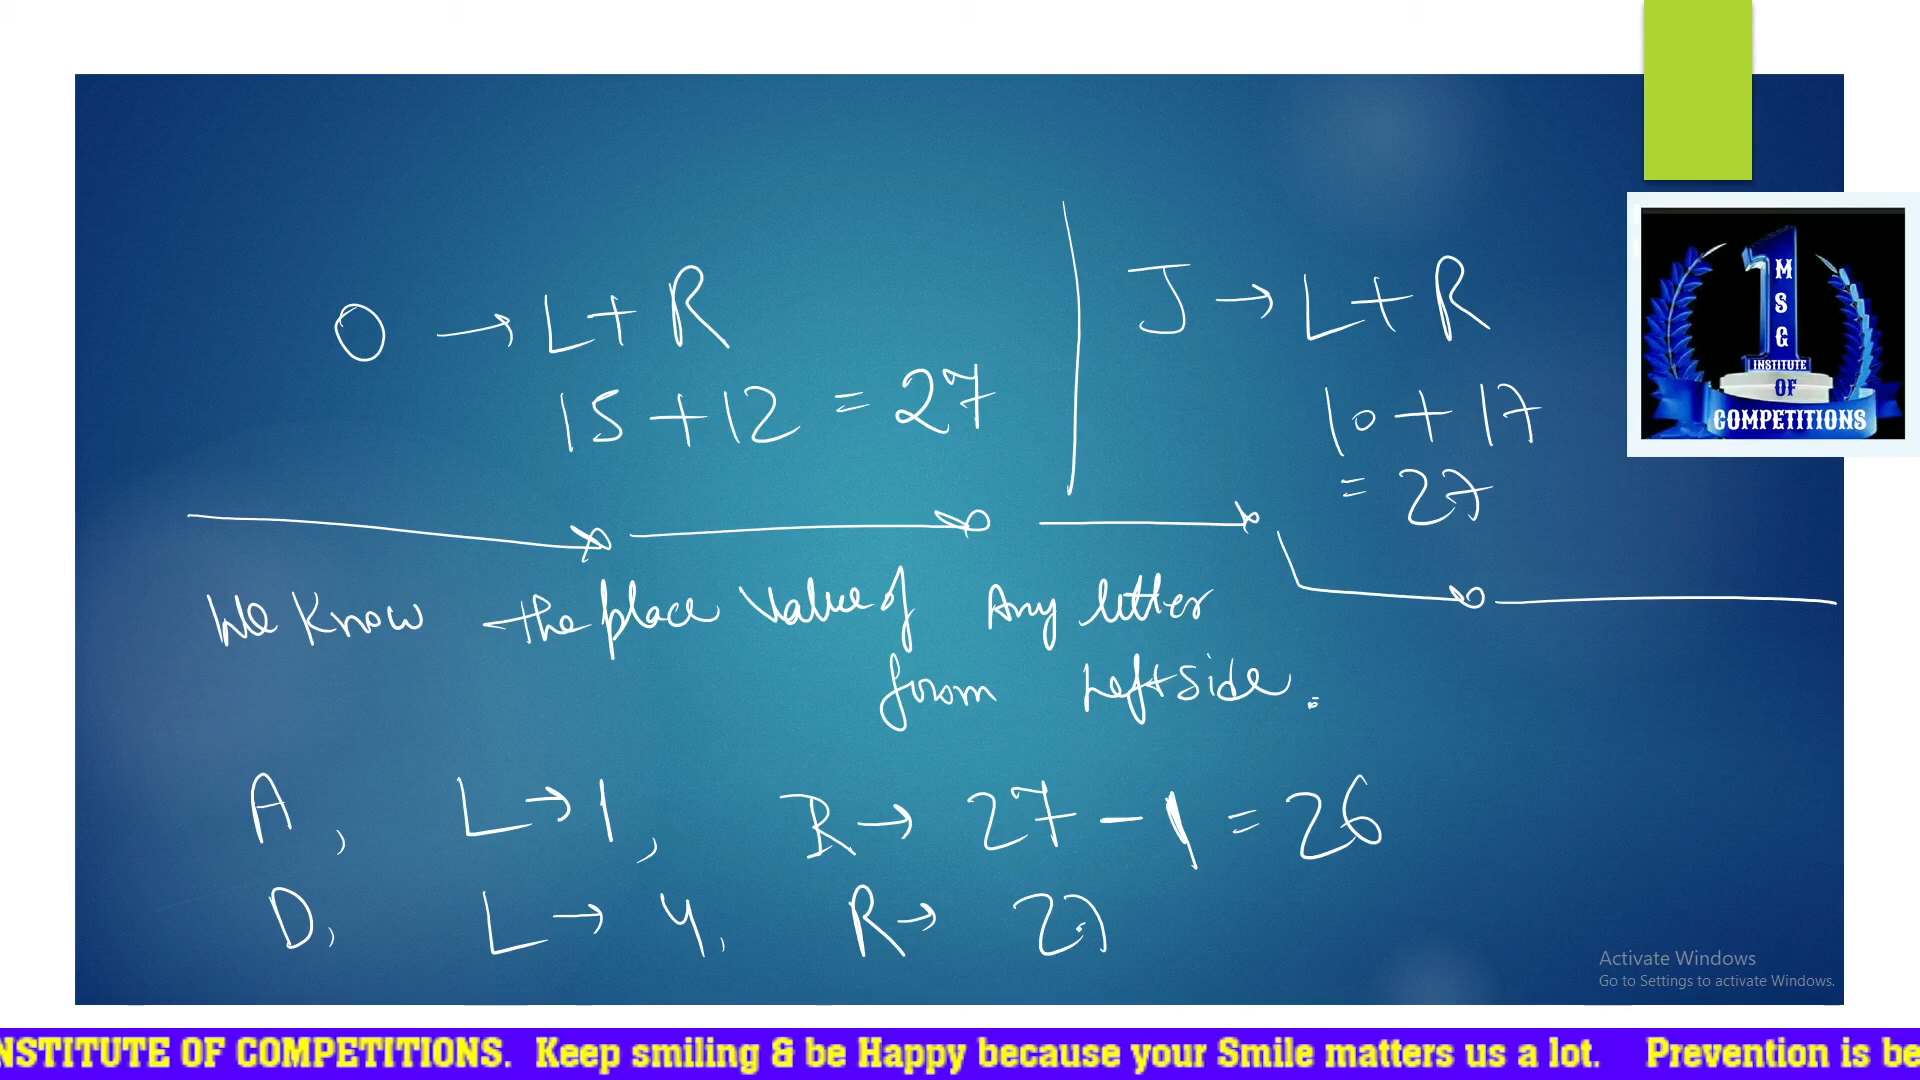 O → L+R
15+12 = 27
J → L+R
10+17
= 27
We Know the place value of Any letter
from Leftside.
A, L→1, R→ 27-1 = 26
D, L→ 4, R→ 27
M
S
G
INSTITUTE
OF
COMPETITIONS
Activate Windows
Go to Settings to activate Windows.
NSTITUTE OF COMPETITIONS. Keep smiling & be Happy because your Smile matters us a lot. Prevention is be